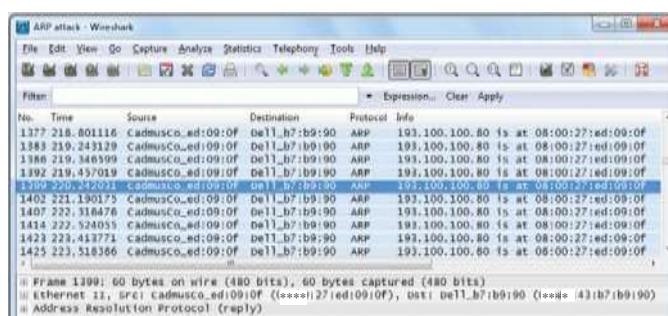 ARP attack - Wireshark
File Edit View Go Capture Analyze Statistics Telephony Tools Help
Filter: Expression... Clear Apply
No. Time Source Destination Protocol Info
1377 218.801116 CadmusCo_ed:09:0f Dell_b7:b9:90 ARP 193.100.100.80 is at 08:00:27:ed:09:0f
1383 219.243129 CadmusCo_ed:09:0f Dell_b7:b9:90 ARP 193.100.100.80 is at 08:00:27:ed:09:0f
1386 219.346599 CadmusCo_ed:09:0f Dell_b7:b9:90 ARP 193.100.100.80 is at 08:00:27:ed:09:0f
1392 219.457019 CadmusCo_ed:09:0f Dell_b7:b9:90 ARP 193.100.100.80 is at 08:00:27:ed:09:0f
1399 220.242031 CadmusCo_ed:09:0f Dell_b7:b9:90 ARP 193.100.100.80 is at 08:00:27:ed:09:0f
1402 221.190175 CadmusCo_ed:09:0f Dell_b7:b9:90 ARP 193.100.100.80 is at 08:00:27:ed:09:0f
1407 222.316476 CadmusCo_ed:09:0f Dell_b7:b9:90 ARP 193.100.100.80 is at 08:00:27:ed:09:0f
1414 222.524055 CadmusCo_ed:09:0f Dell_b7:b9:90 ARP 193.100.100.80 is at 08:00:27:ed:09:0f
1423 223.413771 CadmusCo_ed:09:0f Dell_b7:b9:90 ARP 193.100.100.80 is at 08:00:27:ed:09:0f
1425 223.518366 CadmusCo_ed:09:0f Dell_b7:b9:90 ARP 193.100.100.80 is at 08:00:27:ed:09:0f
Frame 1399: 60 bytes on wire (480 bits), 60 bytes captured (480 bits)
Ethernet II, Src: CadmusCo_ed:09:0f (****:27:ed:09:0f), Dst: Dell_b7:b9:90 (****:43:b7:b9:90)
Address Resolution Protocol (reply)